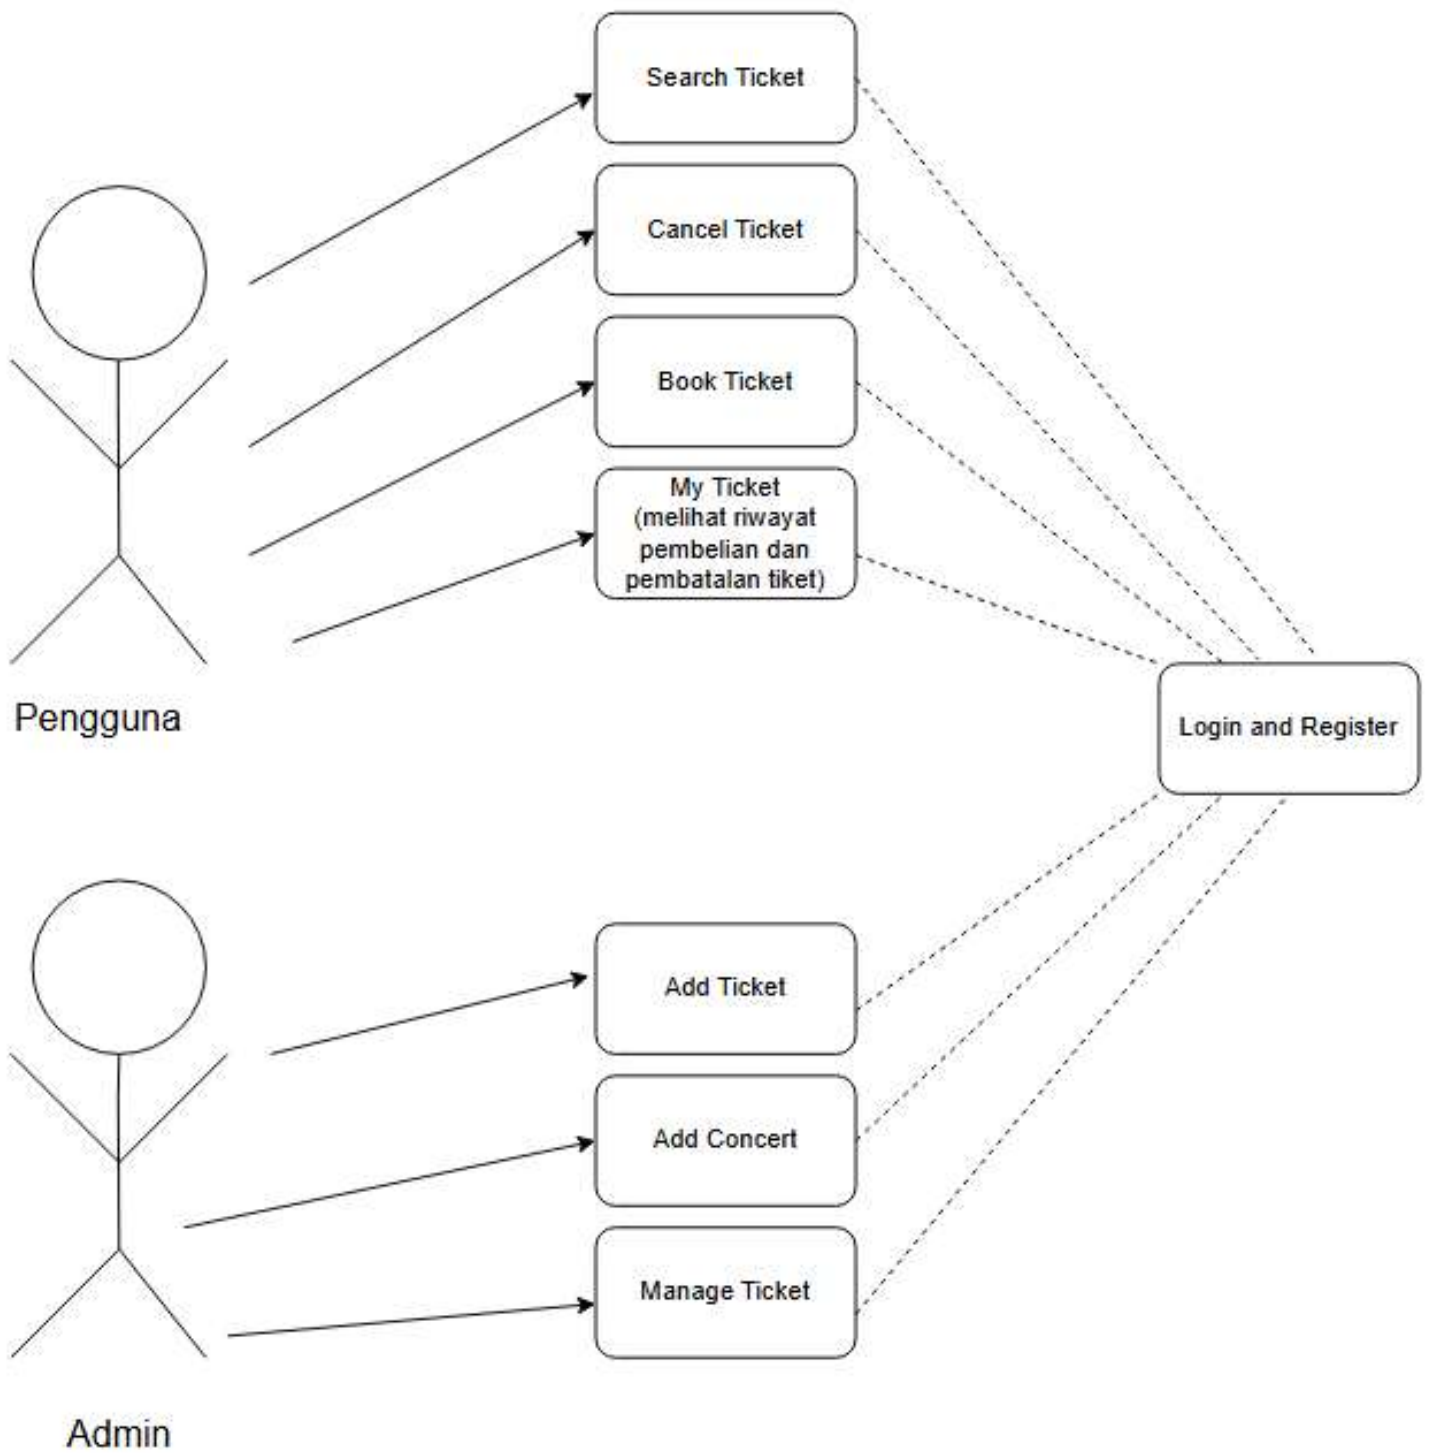 Search Ticket
Cancel Ticket
Book Ticket
My Ticket
(melihat riwayat
pembelian dan
pembatalan tiket)
Pengguna
Login and Register
Add Ticket
Add Concert
Manage Ticket
Admin